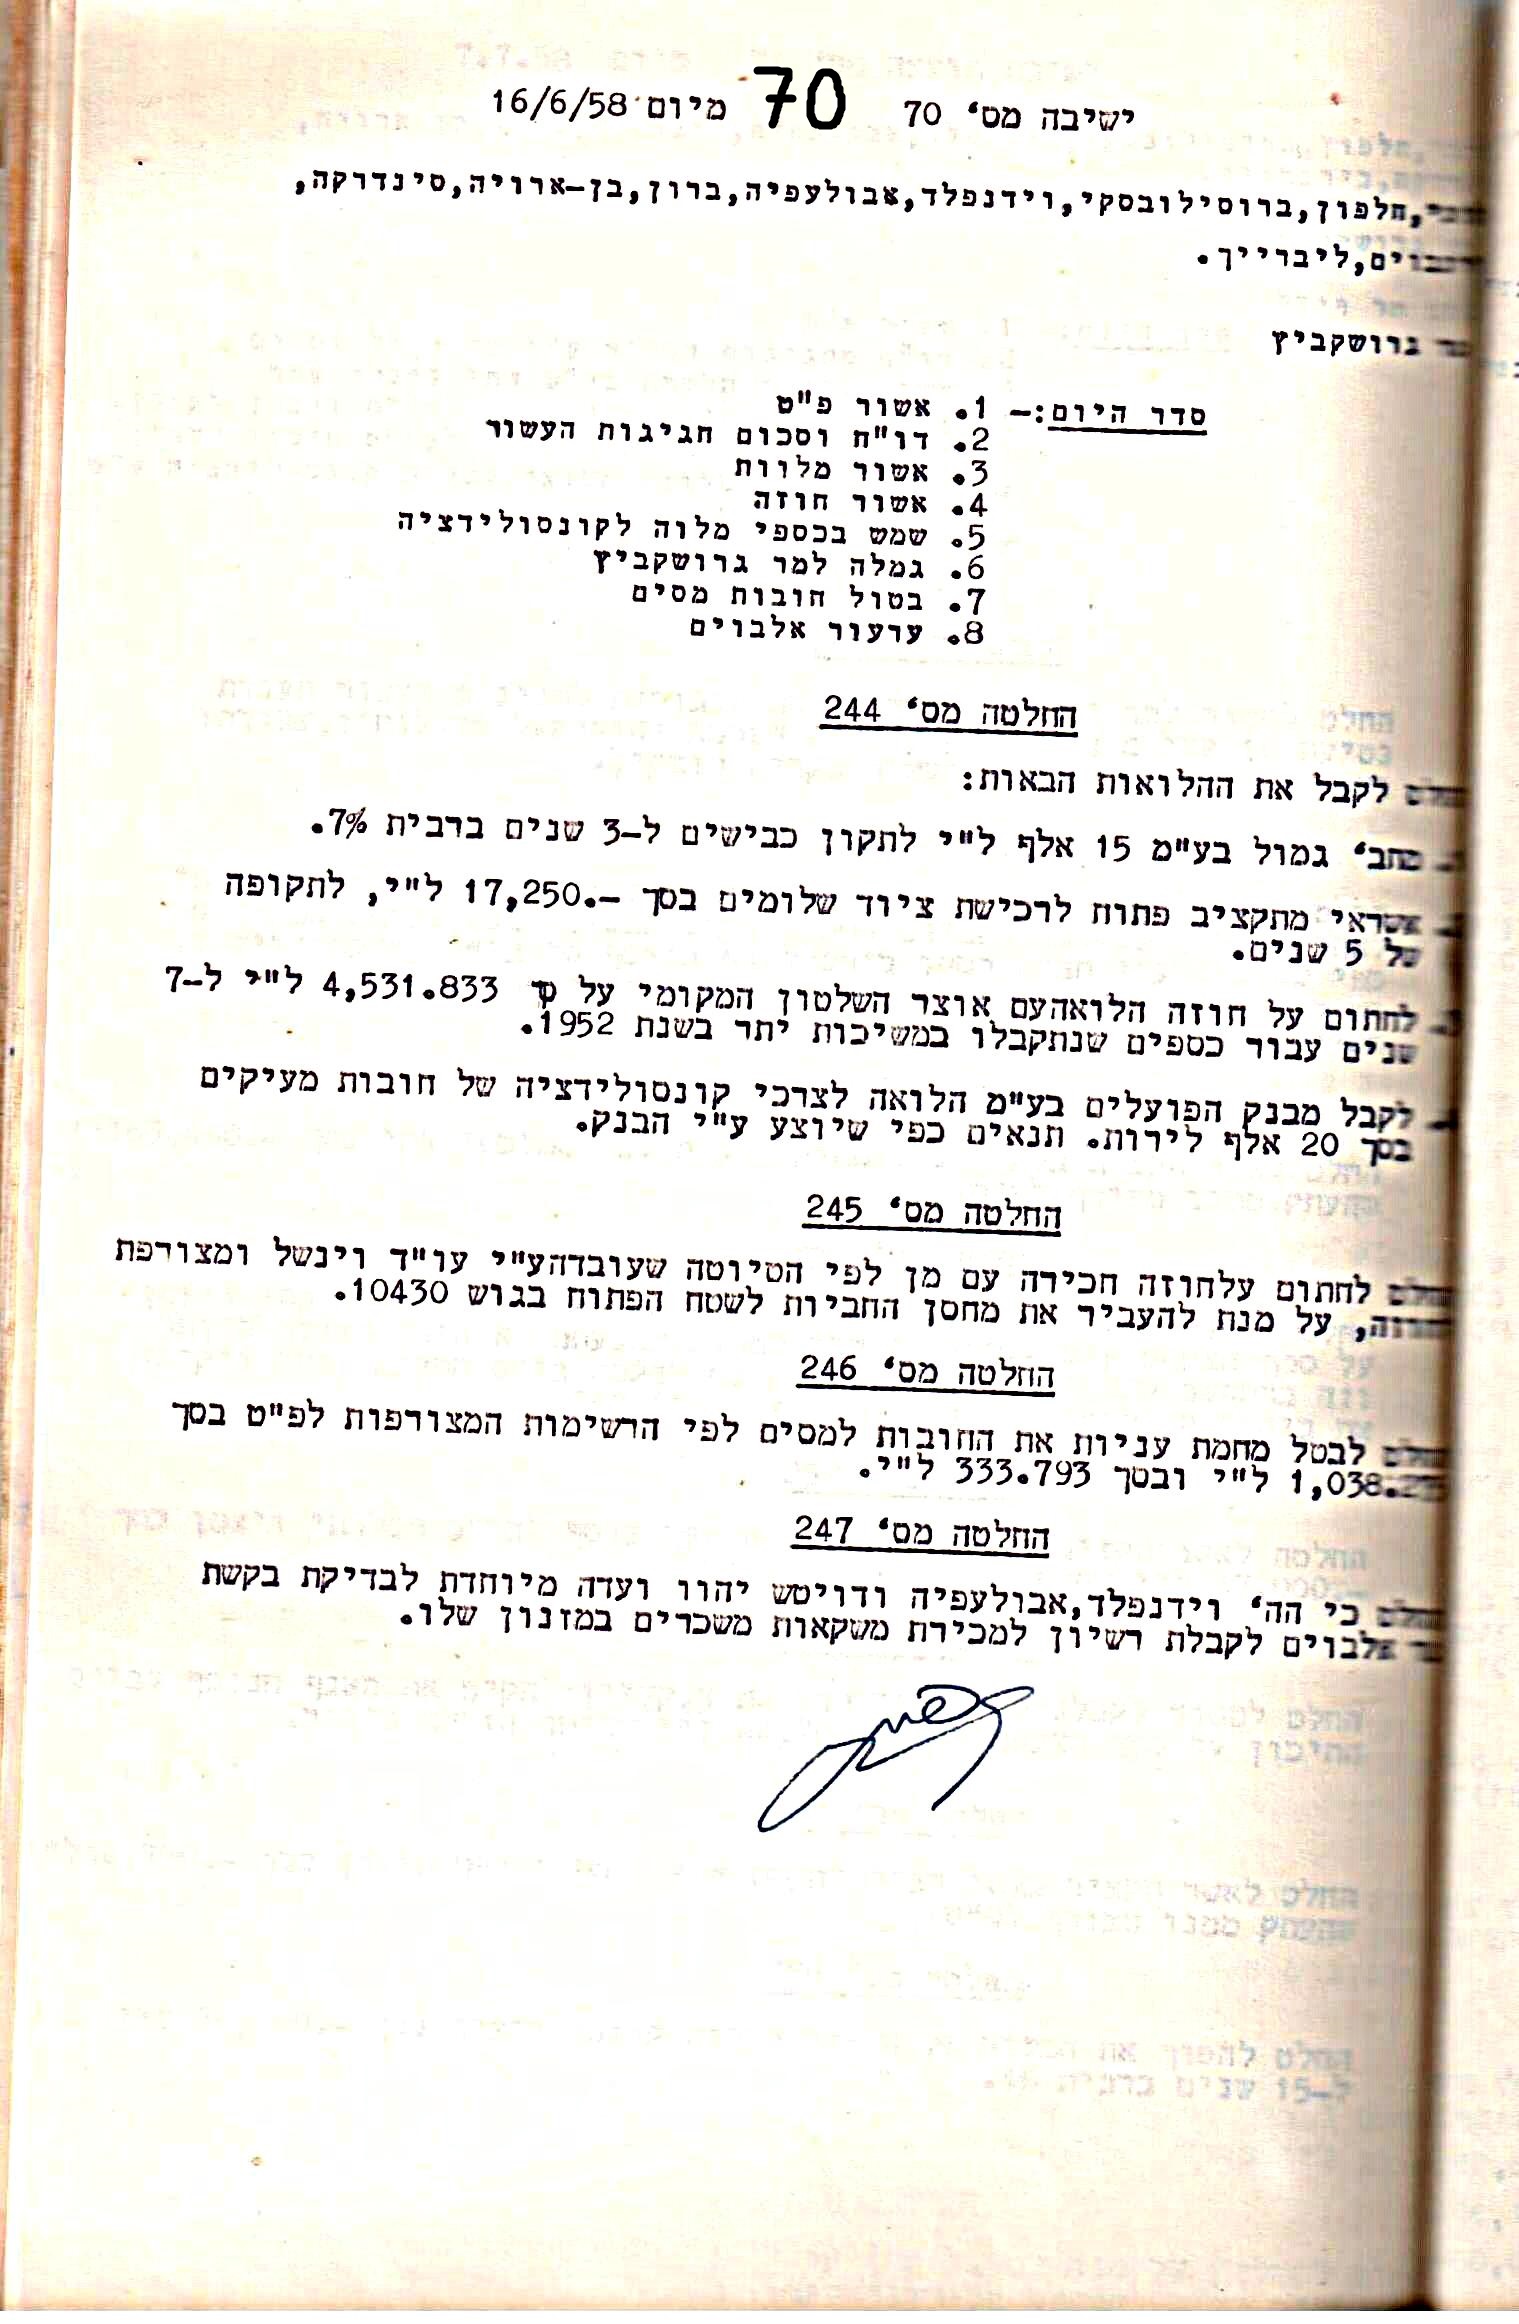 ישיבה מס' 70 70 מיום 16/6/58
חלפון,ברוסילובסקי,וידנפלד,אבולעפיה,ברון,בן-ארויה,סינדרקה,
ליברייך.
גרושקביץ
סדר היום:- 1. אשור פ"ט
2. דו"ח וסכום חגיגות העשור
3. אשור מלוות
4. אשור חוזה
5. שמש בכספי מלוה לקונסולידציה
6. גמלה למר גרושקביץ
7. בטול חובות מסים
8. ערעור אלבוים
החלטה מס' 244
לקבל את ההלואות הבאות:
מחב' גמול בע"מ 15 אלף ל"י לתקון כבישים ל-3 שנים ברבית 7%.
אשראי מתקציב פתוח לרכישת ציוד שלומים בסך -.17,250 ל"י, לתקופה
של 5 שנים.
לחתום על חוזה הלואהעם אוצר השלטון המקומי על סך 4,531.833 ל"י ל-7
שנים עבור כספים שנתקבלו במשיכות יתר בשנת 1952.
לקבל מבנק הפועלים בע"מ הלואה לצרכי קונסולידציה של חובות מעיקים
בסך 20 אלף לירות. תנאים כפי שיוצע ע"י הבנק.
החלטה מס' 245
לחתום עלחוזה חכירה עם מן לפי הטיוטה שעובדהע"י עו"ד וינשל ומצורפת
על מנת להעביר את מחסן החביות לשטח הפתוח בגוש 10430.
החלטה מס' 246
לבטל מחמת עניות את החובות למסים לפי הרשימות המצורפות לפ"ט בסך
ל"י ובסך 333.793 ל"י.
החלטה מס' 247
כי הה' וידנפלד,אבולעפיה ודויטש יהוו ועדה מיוחדת לבדיקת בקשת
אלבוים לקבלת רשיון למכירת משקאות משכרים במזנון שלו.